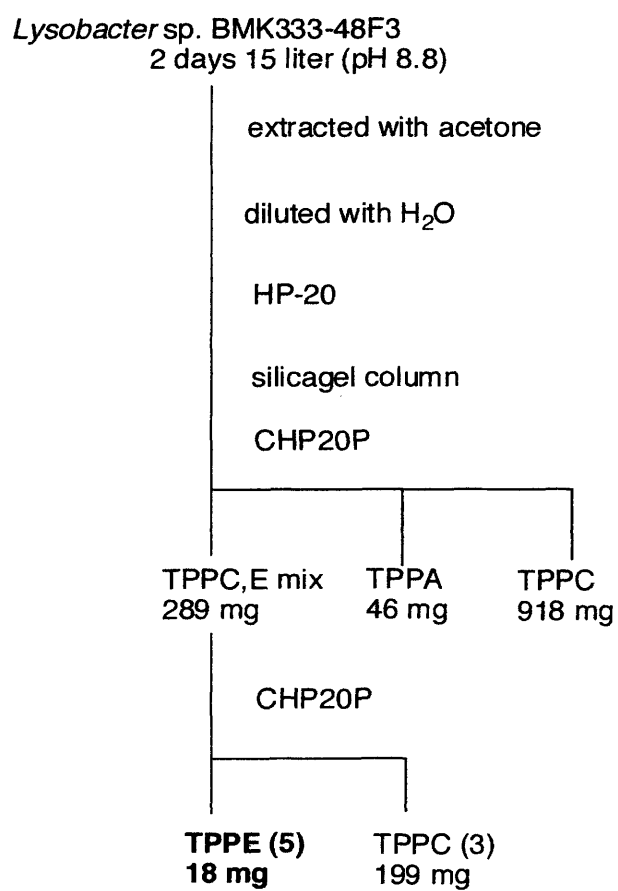 Lysobacter sp. BMK333-48F3
2 days 15 liter (pH 8.8)
extracted with acetone
diluted with H₂O
HP-20
silicagel column
CHP20P
TPPC,E mix TPPA TPPC
289 mg 46 mg 918 mg
CHP20P
TPPE (5) TPPC (3)
18 mg 199 mg